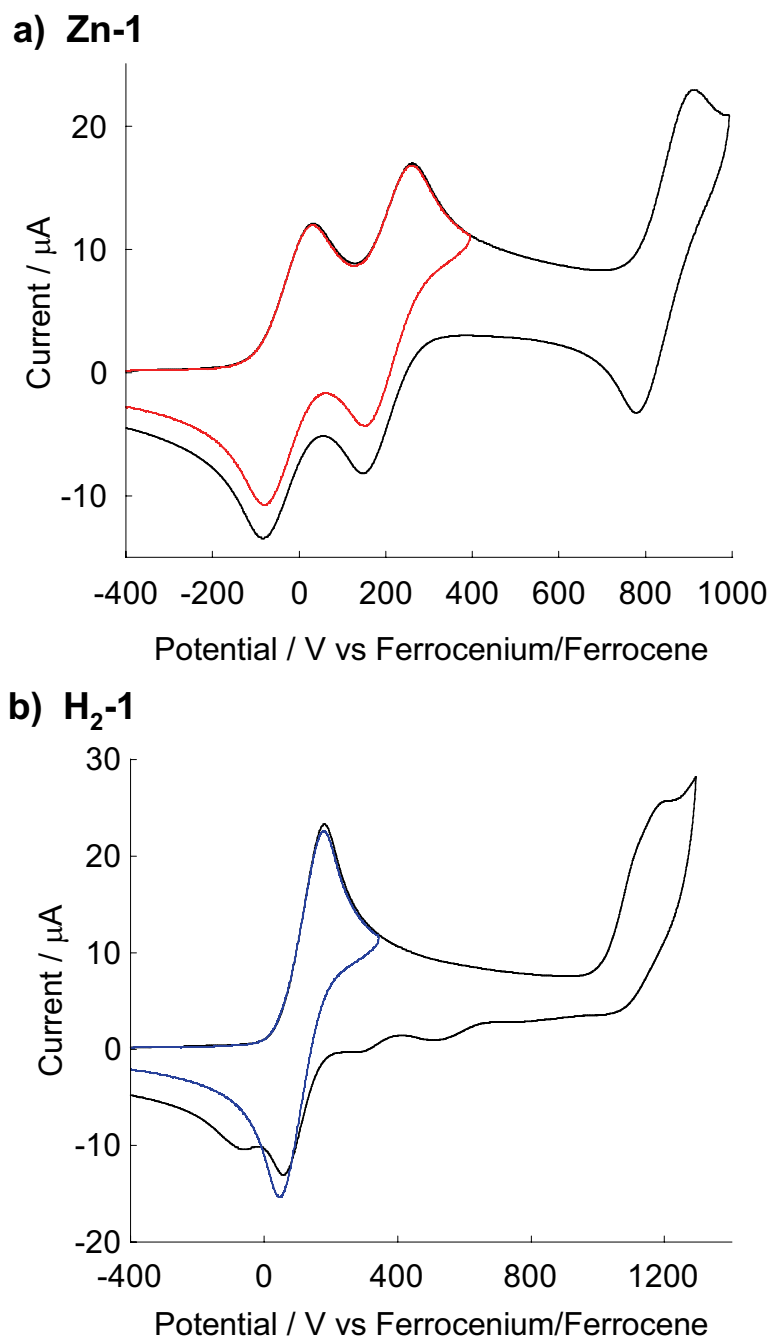 a) Zn-1
20
10
0
-10
Current / μA
-400 -200 0 200 400 600 800 1000
Potential / V vs Ferrocenium/Ferrocene
b) H₂-1
30
20
10
0
-10
-20
Current / μA
-400 0 400 800 1200
Potential / V vs Ferrocenium/Ferrocene